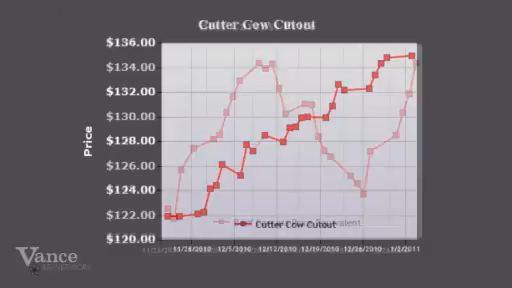 Cutter Cow Cutout
$136.00
$134.00
$132.00
$130.00
$128.00
$126.00
$124.00
$122.00
$120.00
Price
Cutter Cow Cutout
11/28/2010 12/5/2010 12/12/2010 12/19/2010 12/26/2010 1/2/2011
Vance